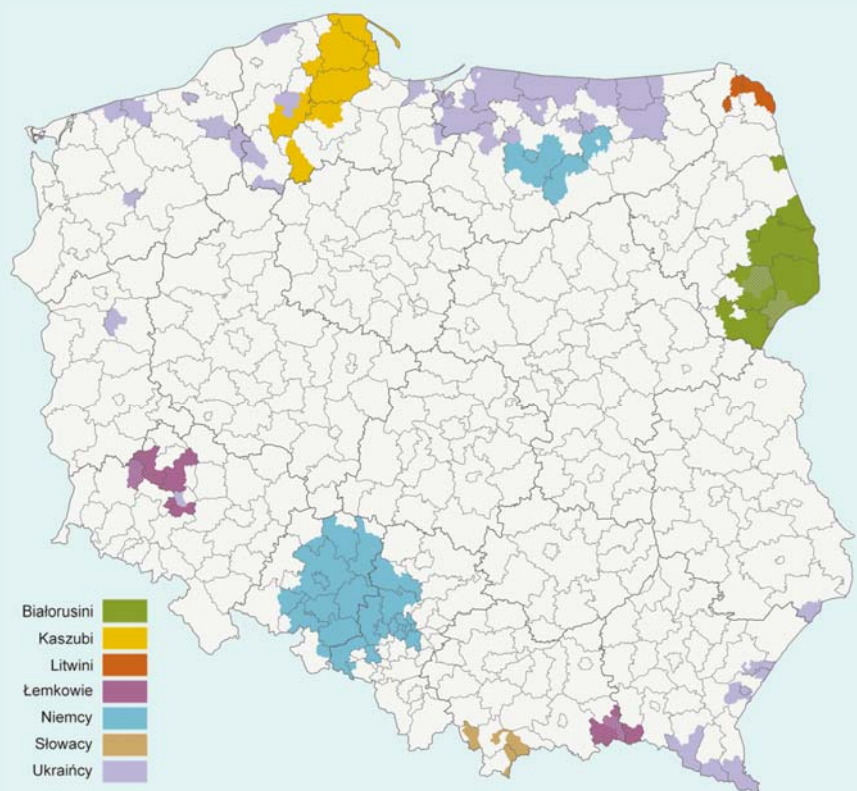 Białorusini
Kaszubi
Litwini
Łemkowie
Niemcy
Słowacy
Ukraińcy